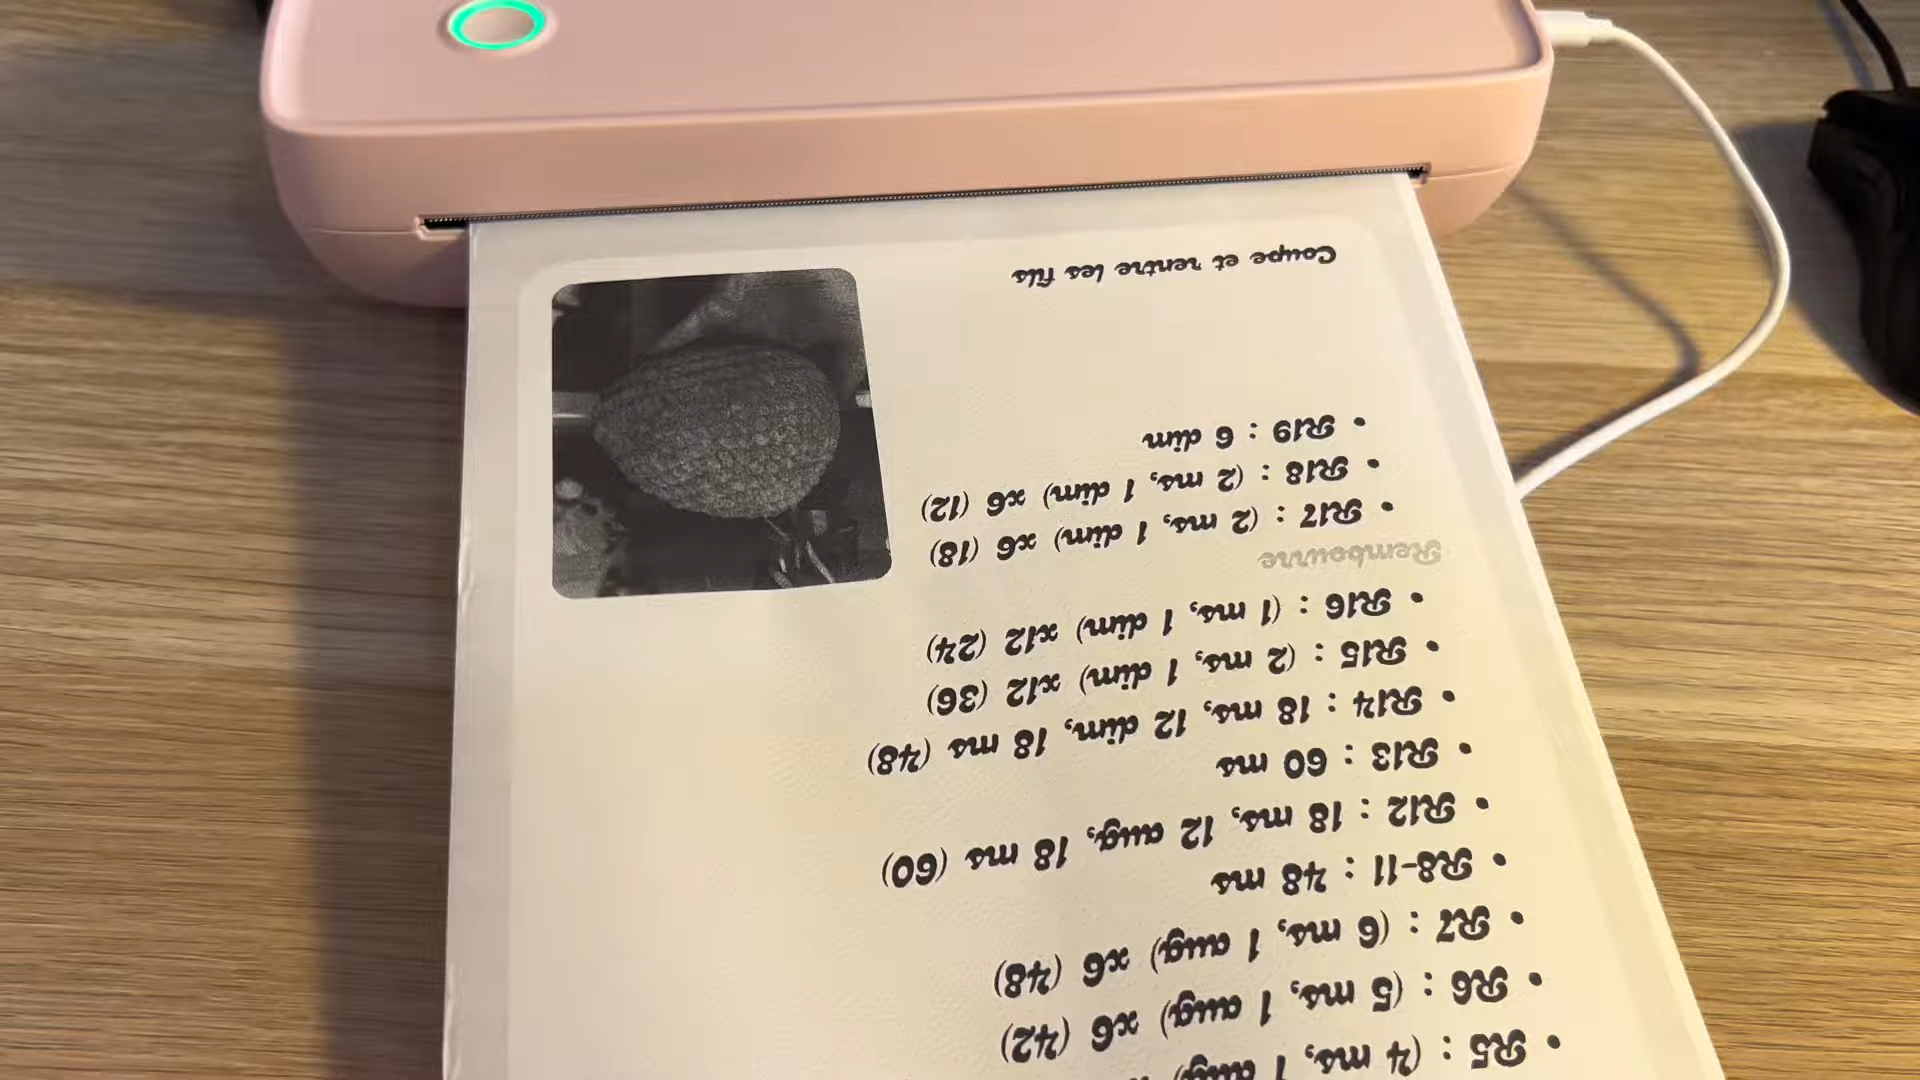 • R5 : (4 ms, 1 aug
• R6 : (5 ms, 1 aug) x6 (42)
• R7 : (6 ms, 1 aug) x6 (48)
• R8-11 : 48 ms
• R12 : 18 ms, 12 aug, 18 ms (60)
• R13 : 60 ms
• R14 : 18 ms, 12 dim, 18 ms (48)
• R15 : (2 ms, 1 dim) x12 (36)
• R16 : (1 ms, 1 dim) x12 (24)
Rembourre
• R17 : (2 ms, 1 dim) x6 (18)
• R18 : (2 ms, 1 dim) x6 (12)
• R19 : 6 dim
Coupe et rentre les fils